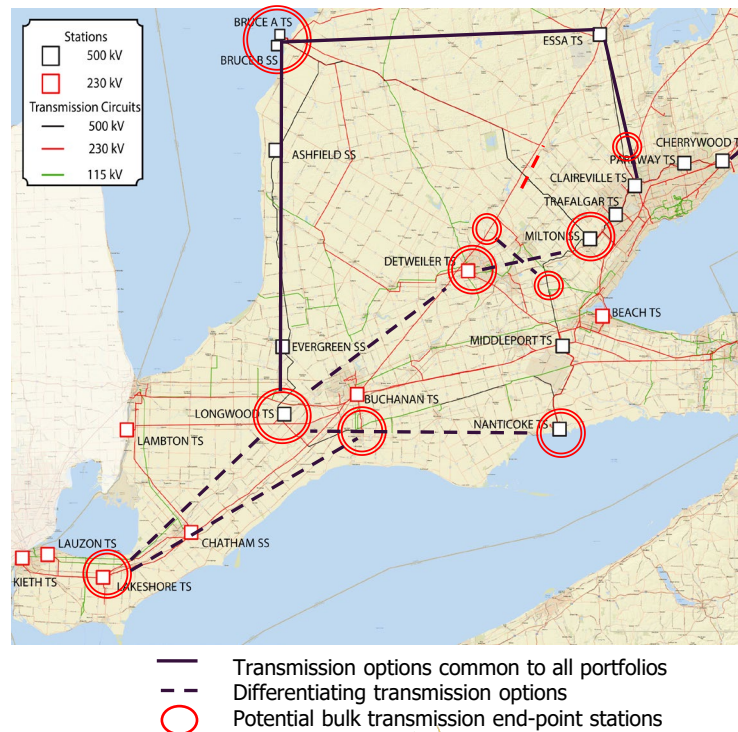 Stations
500 kV
230 kV
Transmission Circuits
500 kV
230 kV
115 kV
BRUCE A TS
BRUCE B SS
ESSA TS
ASHFIELD SS
CHERRYWOOD TS
PARKWAY TS
CLAIREVILLE TS
TRAFALGAR TS
MILTON SS
DETWEILER TS
BEACH TS
EVERGREEN SS
MIDDLEPORT TS
BUCHANAN TS
LONGWOOD TS
NANTICOKE TS
LAMBTON TS
CHATHAM SS
LAUZON TS
KIETH TS
LAKESHORE TS
Transmission options common to all portfolios
Differentiating transmission options
Potential bulk transmission end-point stations